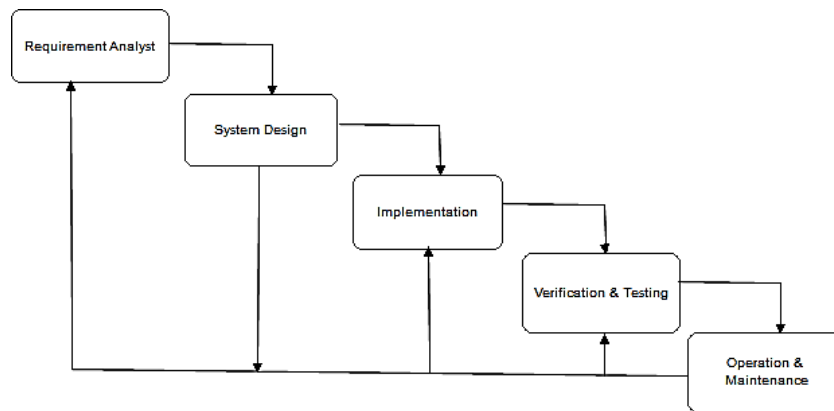 Requirement Analyst
System Design
Implementation
Verification & Testing
Operation &
Maintenance